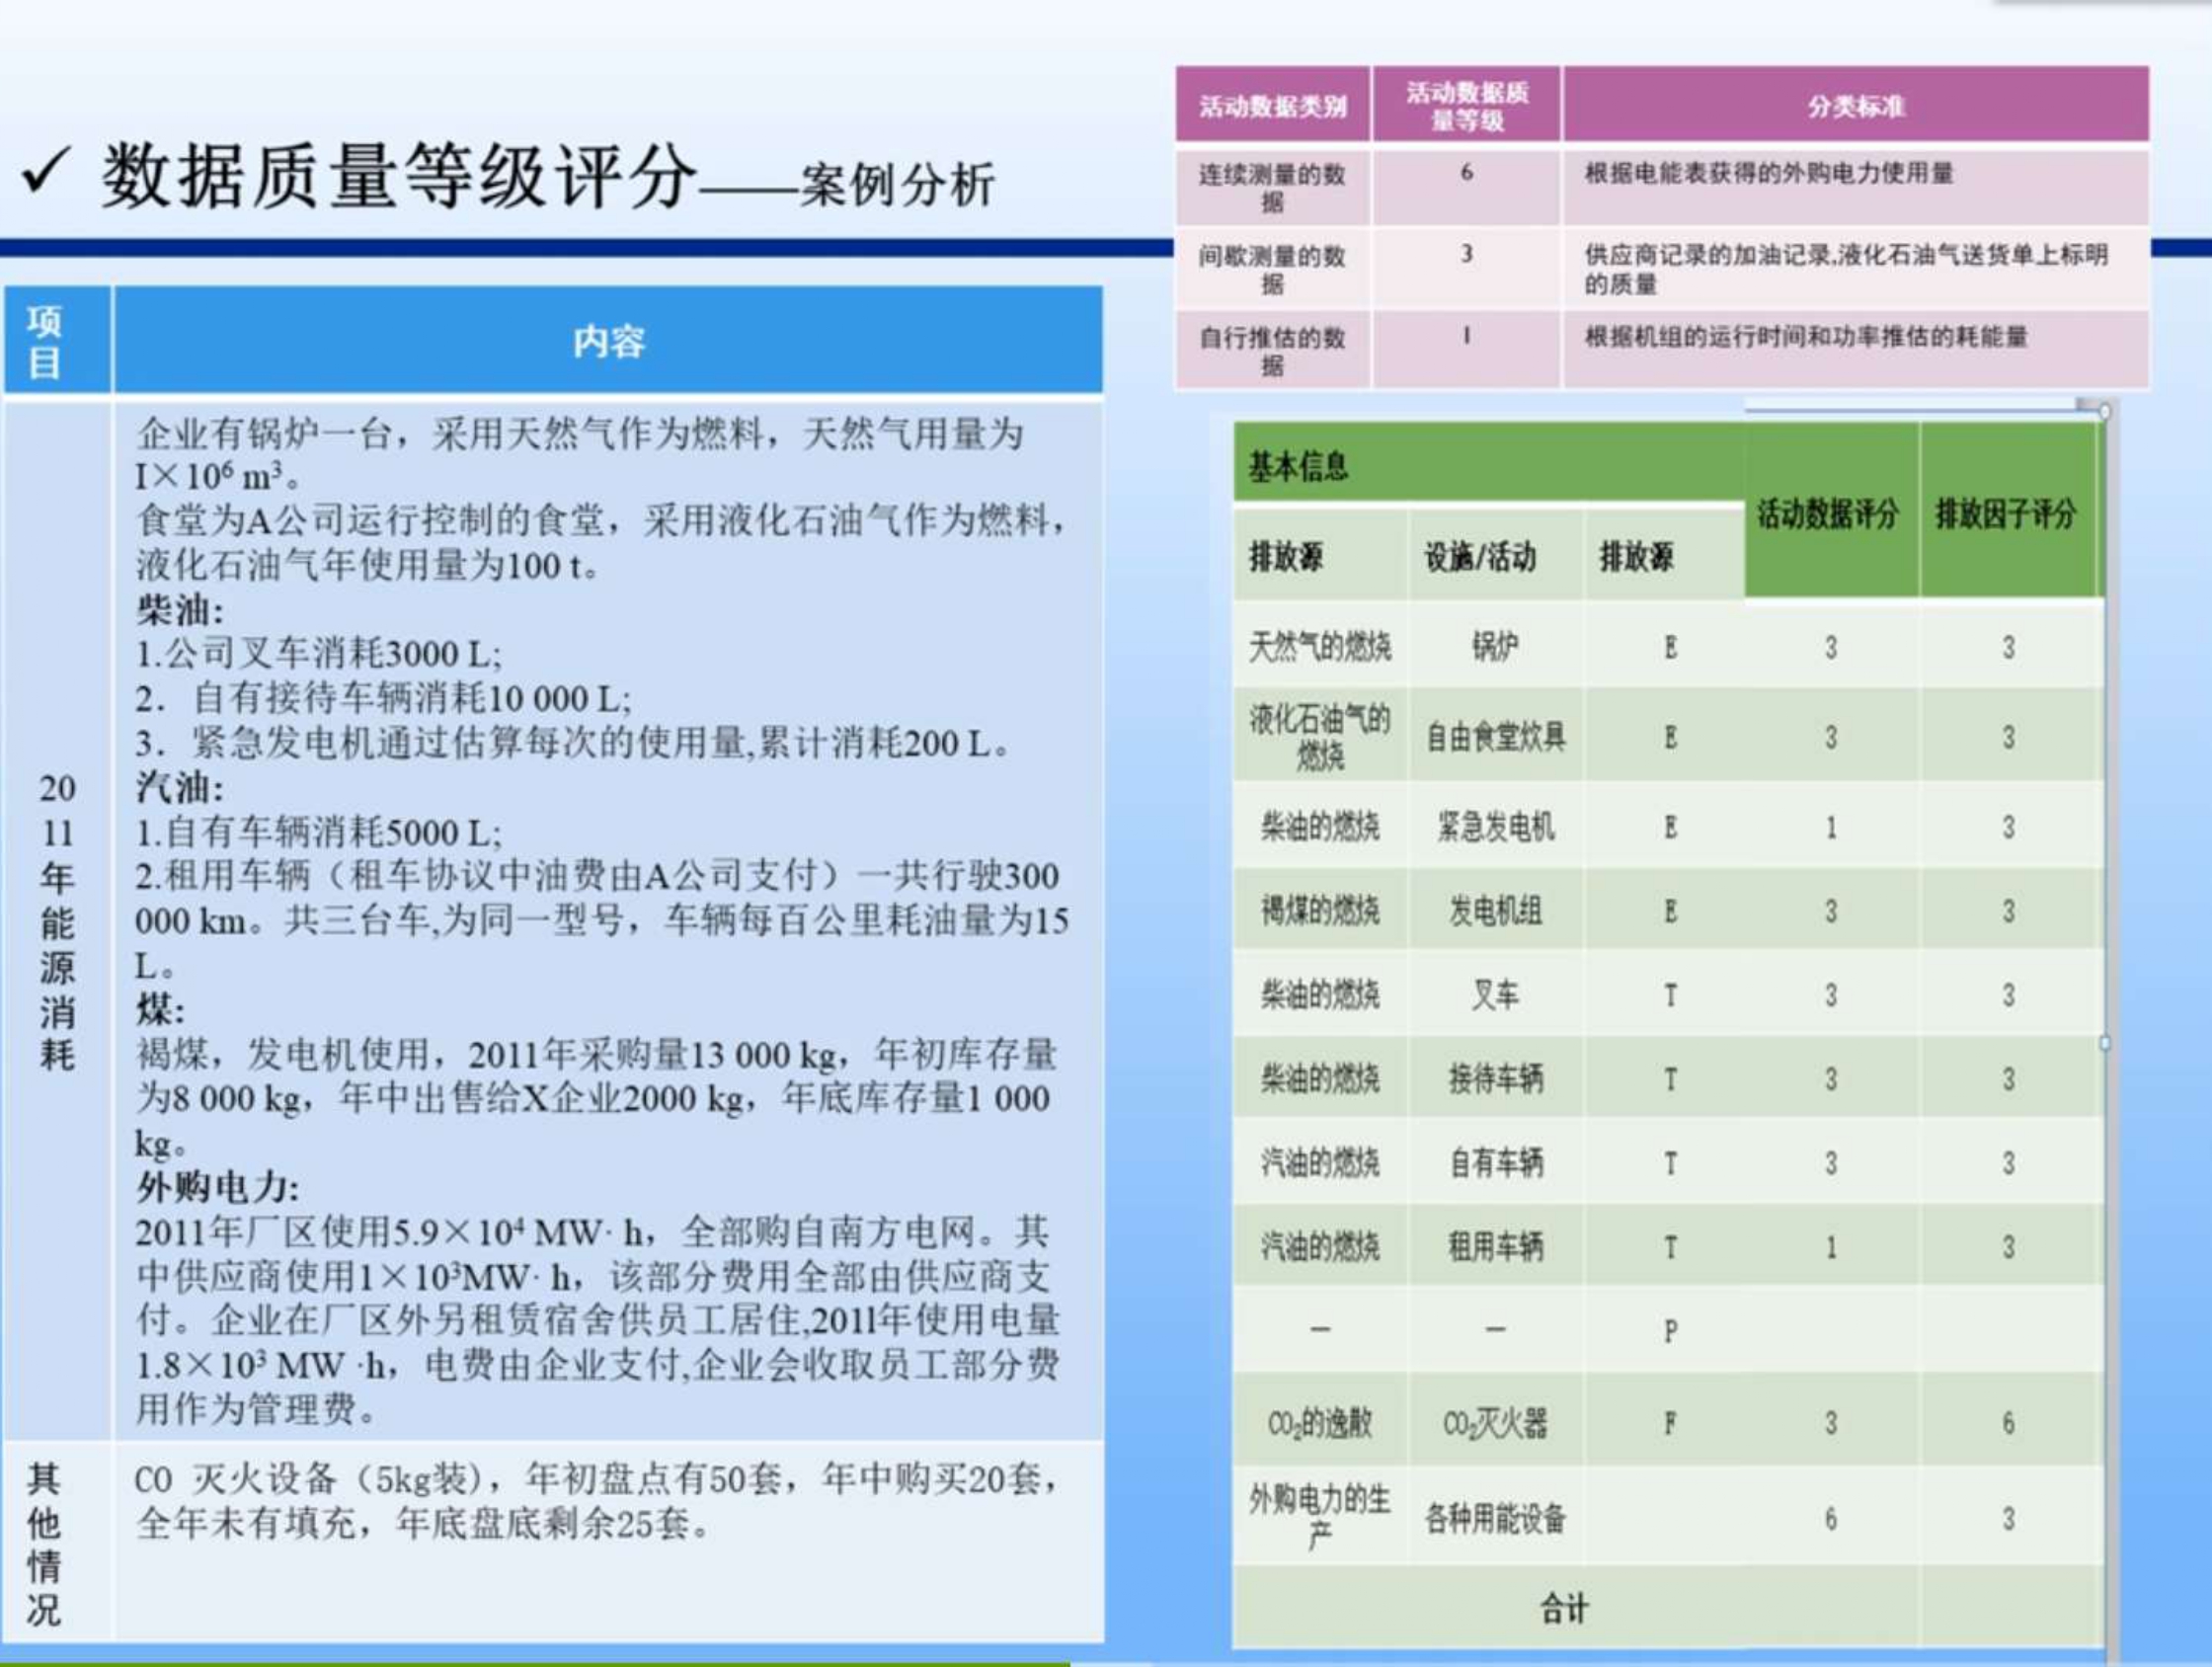 ✓ 数据质量等级评分——案例分析
活动数据类别 活动数据质量等级 分类标准
连续测量的数据 6 根据电能表获得的外购电力使用量
间歇测量的数据 3 供应商记录的加油记录,液化石油气送货单上标明的质量
自行推估的数据 1 根据机组的运行时间和功率推估的耗能量
项目 内容
2011年能源消耗
企业有锅炉一台，采用天然气作为燃料，天然气用量为
I×10⁶ m³。
食堂为A公司运行控制的食堂，采用液化石油气作为燃料，
液化石油气年使用量为100 t。
柴油:
1.公司叉车消耗3000 L;
2. 自有接待车辆消耗10 000 L;
3. 紧急发电机通过估算每次的使用量,累计消耗200 L。
汽油:
1.自有车辆消耗5000 L;
2.租用车辆（租车协议中油费由A公司支付）一共行驶300
000 km。共三台车,为同一型号，车辆每百公里耗油量为15
L。
煤:
褐煤，发电机使用，2011年采购量13 000 kg，年初库存量
为8 000 kg，年中出售给X企业2000 kg，年底库存量1 000
kg。
外购电力:
2011年厂区使用5.9×10⁴ MW· h，全部购自南方电网。其
中供应商使用1×10³MW· h，该部分费用全部由供应商支
付。企业在厂区外另租赁宿舍供员工居住,2011年使用电量
1.8×10³ MW ·h，电费由企业支付,企业会收取员工部分费
用作为管理费。
其他情况
CO 灭火设备（5kg装），年初盘点有50套，年中购买20套，
全年未有填充，年底盘底剩余25套。
基本信息 活动数据评分 排放因子评分
排放源 设施/活动 排放源
天然气的燃烧 锅炉 E 3 3
液化石油气的燃烧 自由食堂炊具 E 3 3
柴油的燃烧 紧急发电机 E 1 3
褐煤的燃烧 发电机组 E 3 3
柴油的燃烧 叉车 T 3 3
柴油的燃烧 接待车辆 T 3 3
汽油的燃烧 自有车辆 T 3 3
汽油的燃烧 租用车辆 T 1 3
— — P
CO₂的逸散 CO₂灭火器 F 3 6
外购电力的生产 各种用能设备 6 3
合计